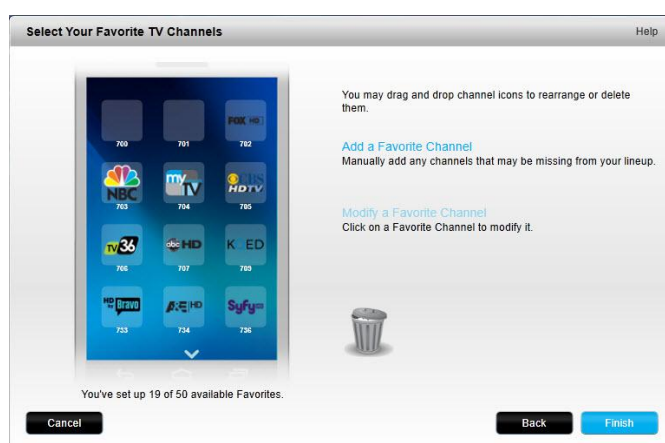 Select Your Favorite TV Channels
Help
You may drag and drop channel icons to rearrange or delete
them.
Add a Favorite Channel
Manually add any channels that may be missing from your lineup.
Modify a Favorite Channel
Click on a Favorite Channel to modify it.
700 701 702
FOX HD
NBC my TV CBS HDTV
703 704 705
TV36 abc HD K ED
706 707 709
HD by Bravo A&E HD Syfy
733 734 736
You've set up 19 of 50 available Favorites.
Cancel
Back
Finish